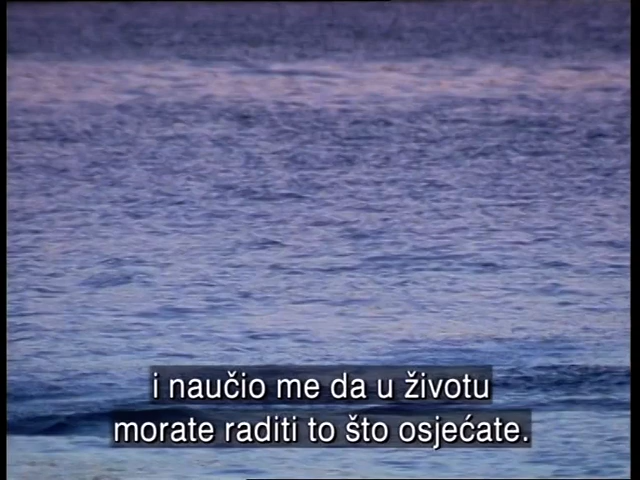 i naučio me da u životu
morate raditi to što osjećate.